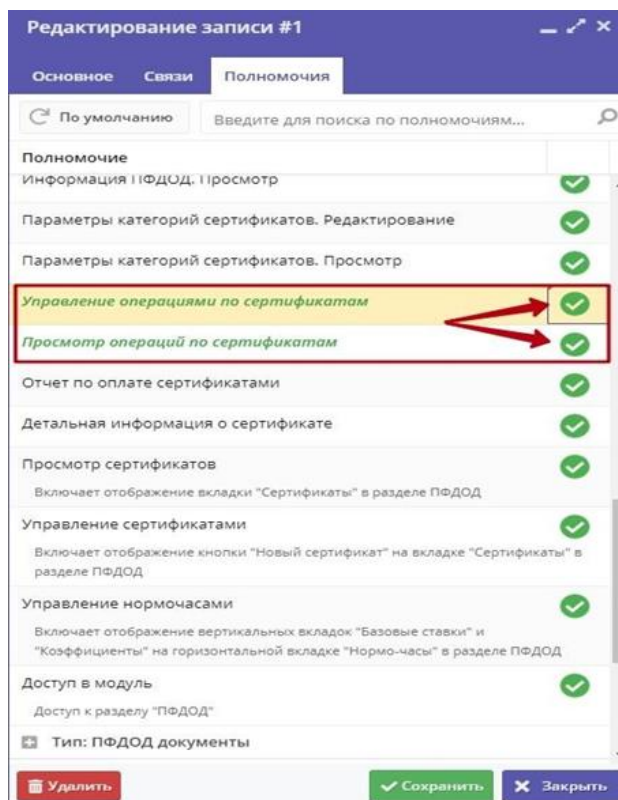 Редактирование записи #1
Основное Связи Полномочия
По умолчанию Введите для поиска по полномочиям...
Полномочие
Информация ПФДОД. Просмотр
Параметры категорий сертификатов. Редактирование
Параметры категорий сертификатов. Просмотр
Управление операциями по сертификатам
Просмотр операций по сертификатам
Отчет по оплате сертификатами
Детальная информация о сертификате
Просмотр сертификатов
Включает отображение вкладки "Сертификаты" в разделе ПФДОД
Управление сертификатами
Включает отображение кнопки "Новый сертификат" на вкладке "Сертификаты" в
разделе ПФДОД
Управление нормочасами
Включает отображение вертикальных вкладок "Базовые ставки" и
"Коэффициенты" на горизонтальной вкладке "Нормо-часы" в разделе ПФДОД
Доступ в модуль
Доступ к разделу "ПФДОД"
Тип: ПФДОД документы
Удалить Сохранить Закрыть